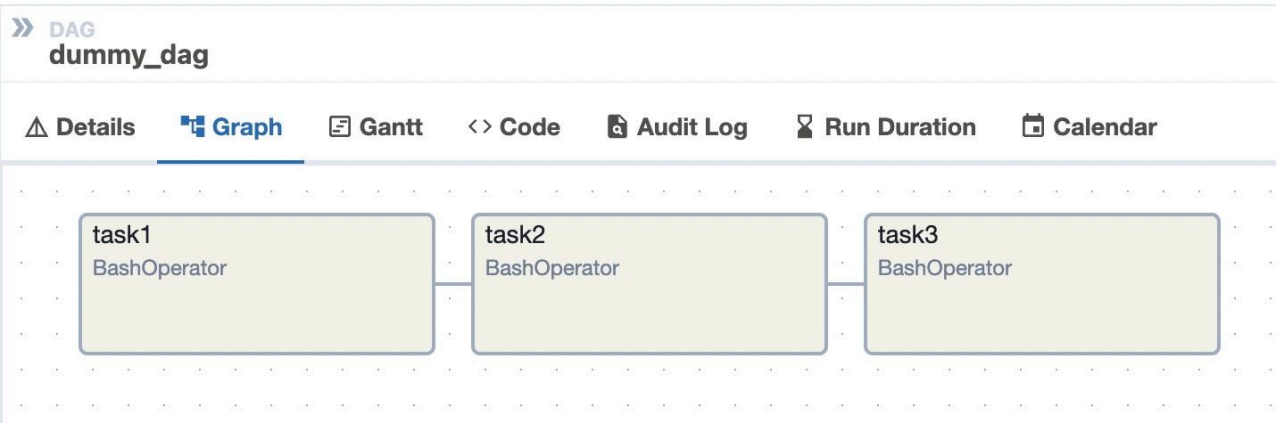 DAG
dummy_dag
Details Graph Gantt <> Code Audit Log Run Duration Calendar
task1 task2 task3
BashOperator BashOperator BashOperator